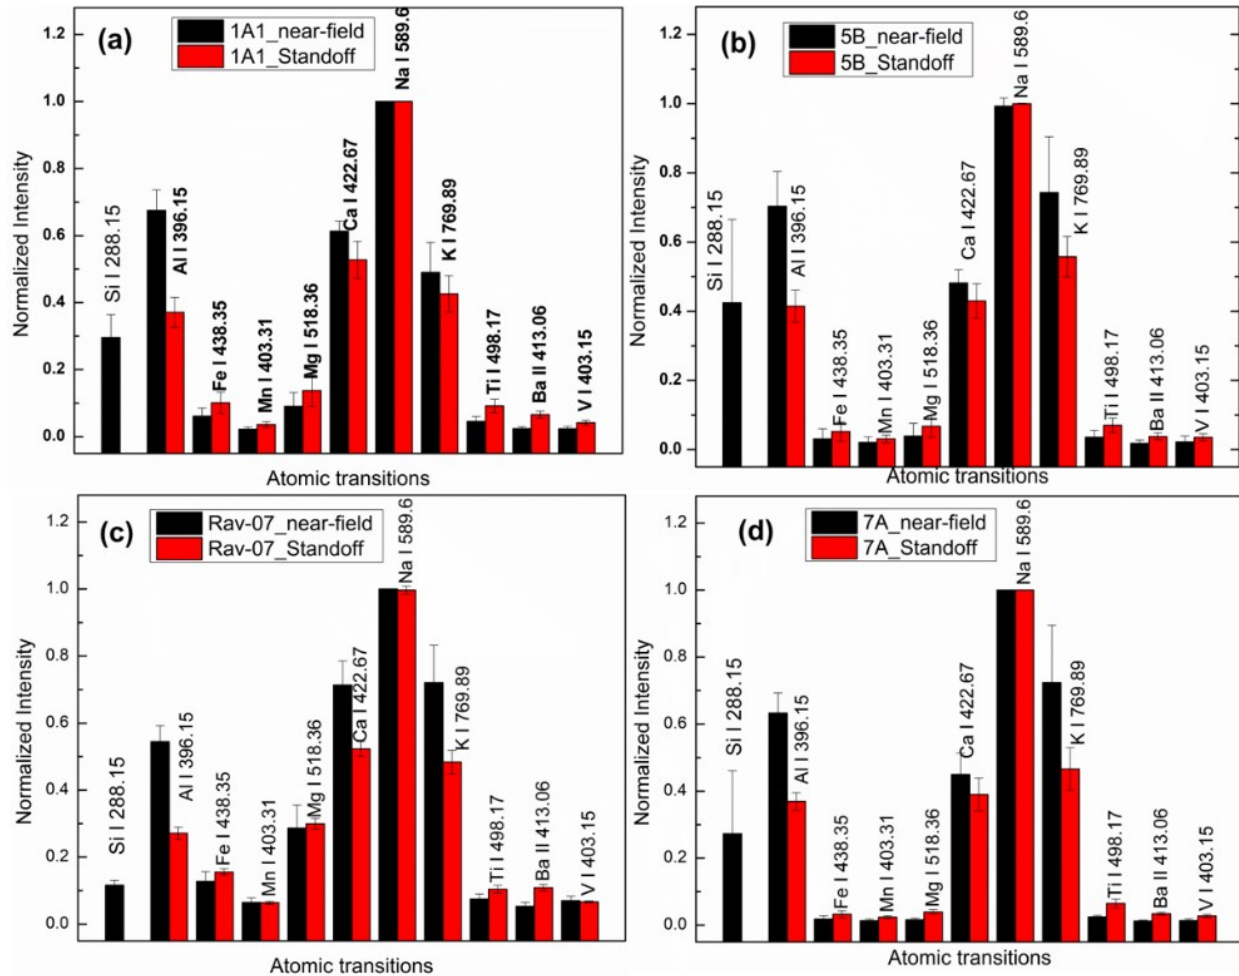 (a)
1A1_near-field
1A1_Standoff
Normalized Intensity
1.2
1.0
0.8
0.6
0.4
0.2
0.0
Si I 288.15
Al I 396.15
Fe I 438.35
Mn I 403.31
Mg I 518.36
Ca I 422.67
Na I 589.6
K I 769.89
Ti I 498.17
Ba II 413.06
V I 403.15
Atomic transitions
(b)
5B_near-field
5B_Standoff
Normalized Intensity
1.2
1.0
0.8
0.6
0.4
0.2
0.0
Si I 288.15
Al I 396.15
Fe I 438.35
Mn I 403.31
Mg I 518.36
Ca I 422.67
Na I 589.6
K I 769.89
Ti I 498.17
Ba II 413.06
V I 403.15
Atomic transitions
(c)
Rav-07_near-field
Rav-07_Standoff
Normalized Intensity
1.2
1.0
0.8
0.6
0.4
0.2
0.0
Si I 288.15
Al I 396.15
Fe I 438.35
Mn I 403.31
Mg I 518.36
Ca I 422.67
Na I 589.6
K I 769.89
Ti I 498.17
Ba II 413.06
V I 403.15
Atomic transitions
(d)
7A_near-field
7A_Standoff
Normalized Intensity
1.2
1.0
0.8
0.6
0.4
0.2
0.0
Si I 288.15
Al I 396.15
Fe I 438.35
Mn I 403.31
Mg I 518.36
Ca I 422.67
Na I 589.6
K I 769.89
Ti I 498.17
Ba II 413.06
V I 403.15
Atomic transitions